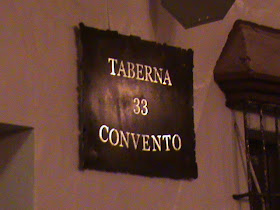 TABERNA
33
CONVENTO